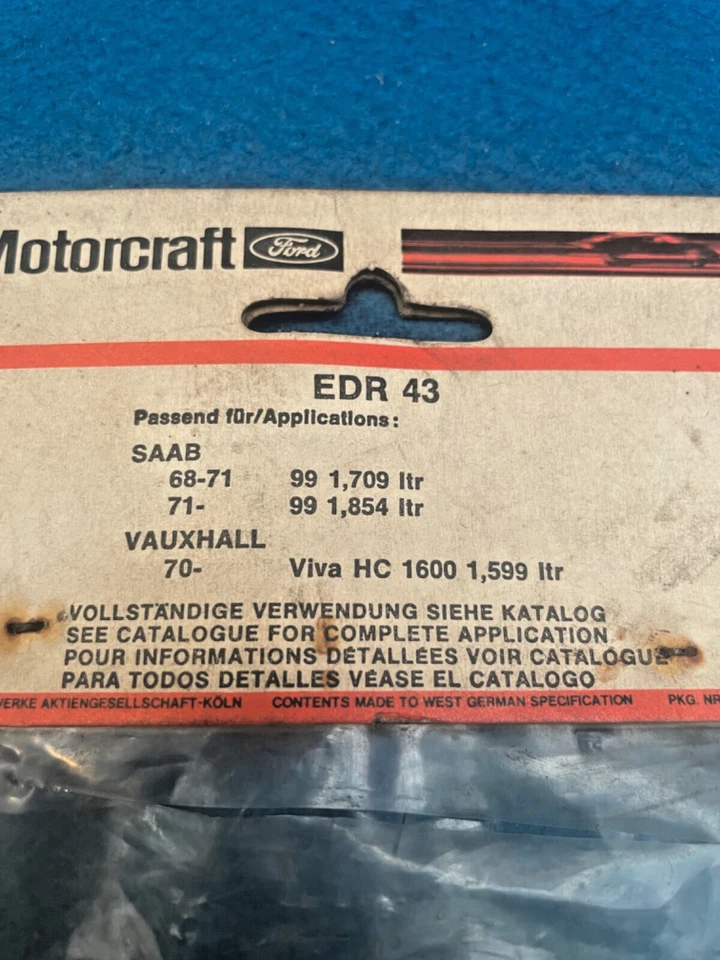 Motorcraft Ford
EDR 43
Passend für/Applications:
SAAB
68-71 99 1,709 ltr
71- 99 1,854 ltr
VAUXHALL
70- Viva HC 1600 1,599 ltr
VOLLSTÄNDIGE VERWENDUNG SIEHE KATALOG
SEE CATALOGUE FOR COMPLETE APPLICATION
POUR INFORMATIONS DÉTALLÉES VOIR CATALOGUE
PARA TODOS DETALLES VÉASE EL CATALOGO
WERKE AKTIENGESELLSCHAFT-KÖLN CONTENTS MADE TO WEST GERMAN SPECIFICATION PKG. NR